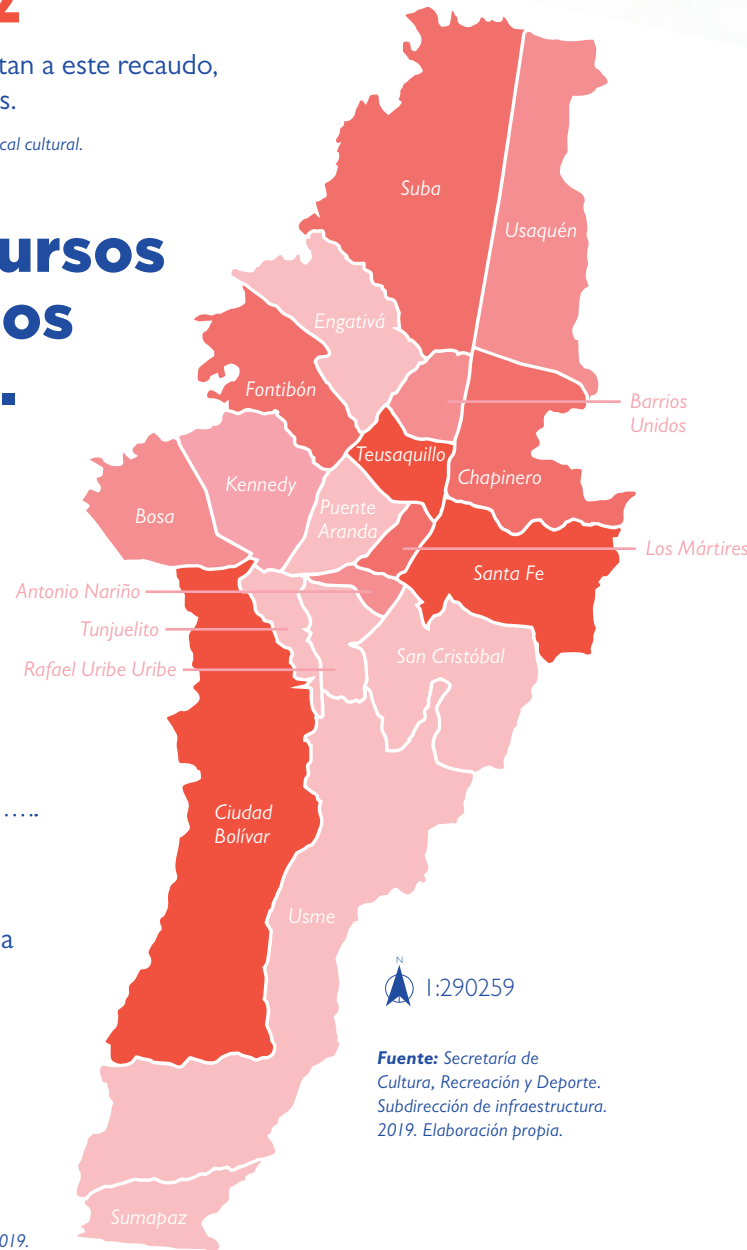 tan a este recaudo,
s.
cal cultural.
ursos
os
.
Suba
Usaquén
Engativá
Fontibón
Barrios
Unidos
Teusaquillo
Chapinero
Kennedy
Bosa
Puente
Aranda
Los Mártires
Santa Fe
Antonio Nariño
Tunjuelito
Rafael Uribe Uribe
San Cristóbal
Ciudad
Bolívar
…..
Usme
a
N
1:290259
Fuente: Secretaría de
Cultura, Recreación y Deporte.
Subdirección de infraestructura.
2019. Elaboración propia.
Sumapaz
019.